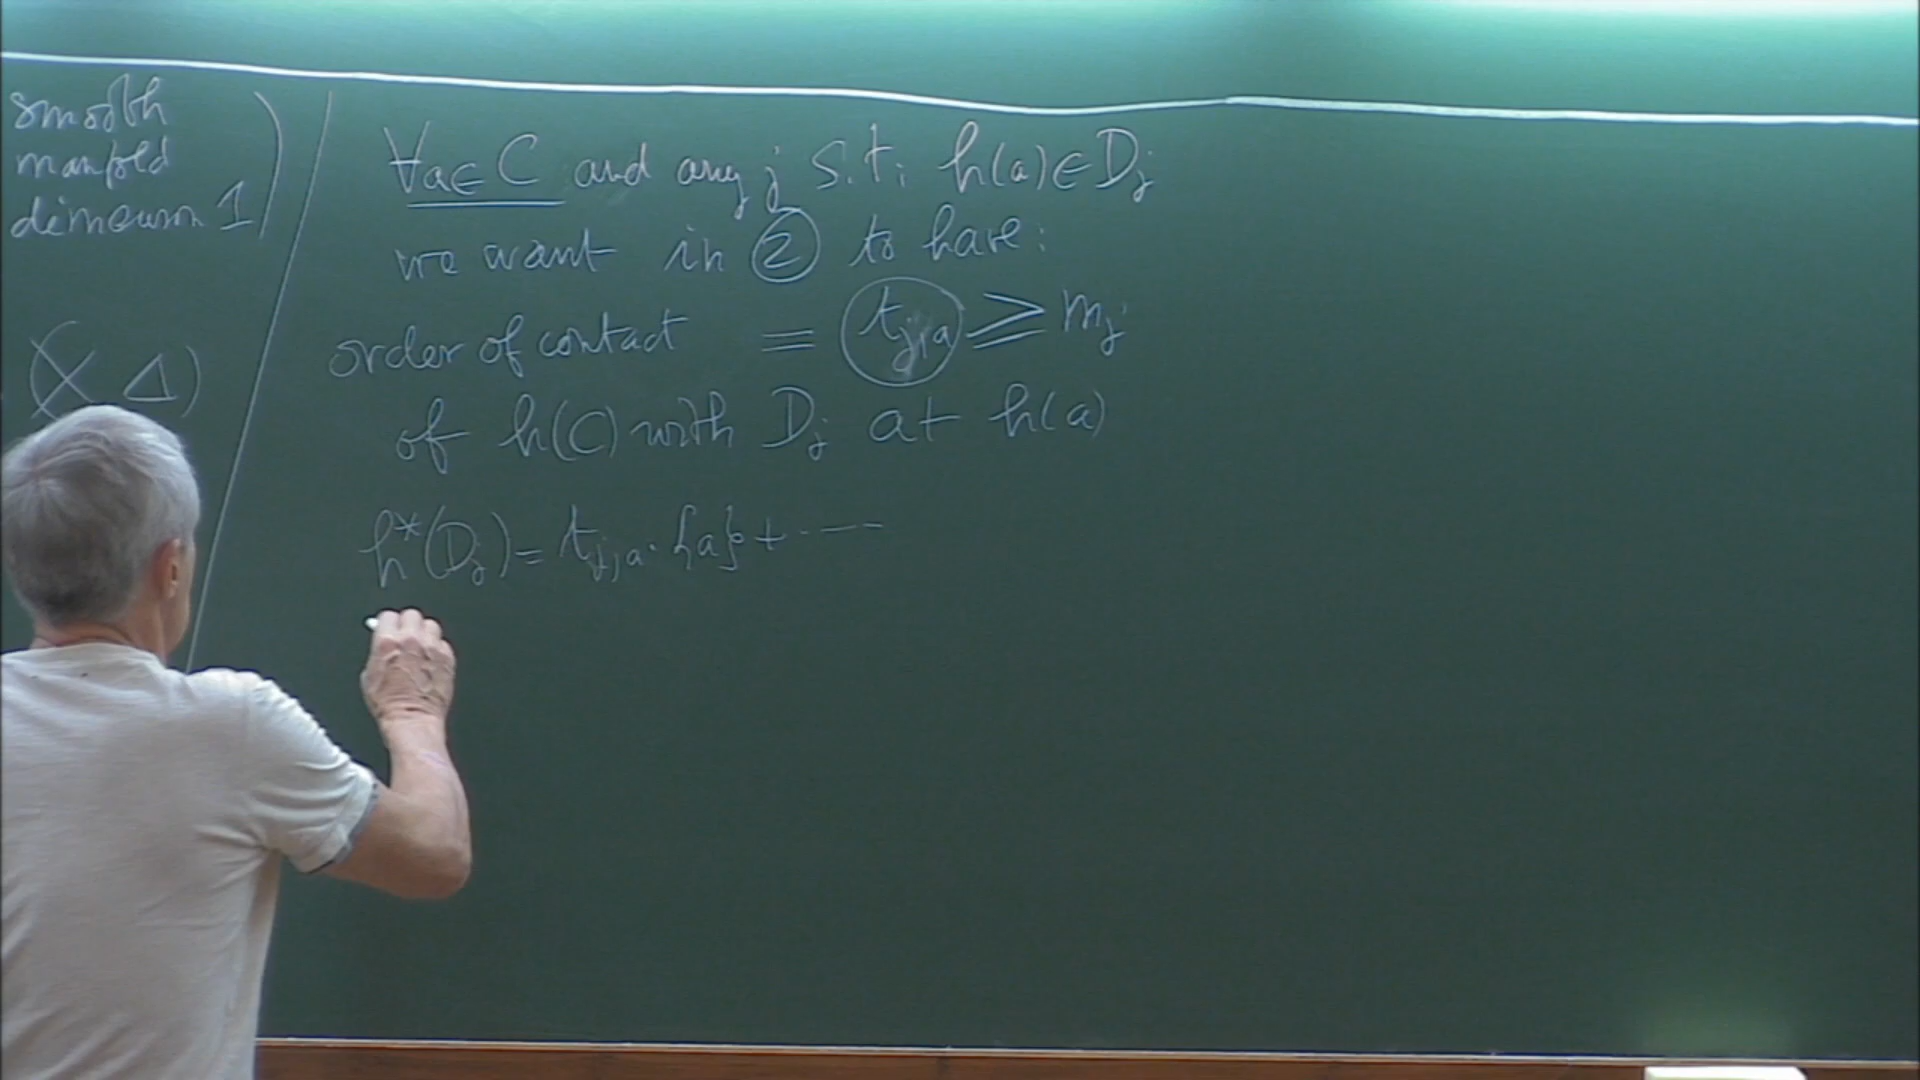 smooth
manifold
dimension 1)
(X Δ)
∀a∈C and any j s.t. h(a)∈D_j
we want in ② to have:
order of contact = t_{j,a} ≥ m_j
of h(C) with D_j at h(a)
h*(D_j) = t_{j,a}·{a} + ·····